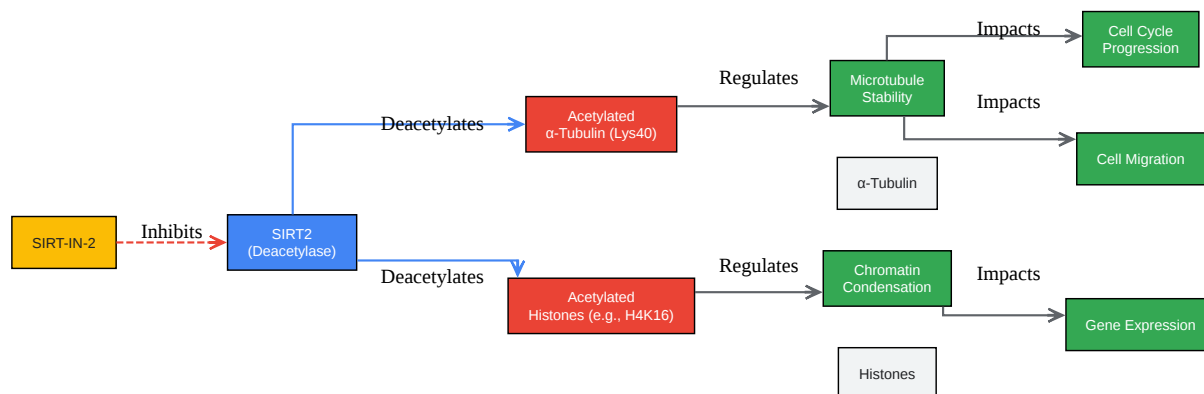 SIRT-IN-2
Inhibits
SIRT2
(Deacetylase)
Deacetylates
Acetylated
α-Tubulin (Lys40)
Regulates
Microtubule
Stability
Impacts
Cell Cycle
Progression
Impacts
Cell Migration
α-Tubulin
Deacetylates
Acetylated
Histones (e.g., H4K16)
Regulates
Chromatin
Condensation
Impacts
Gene Expression
Histones